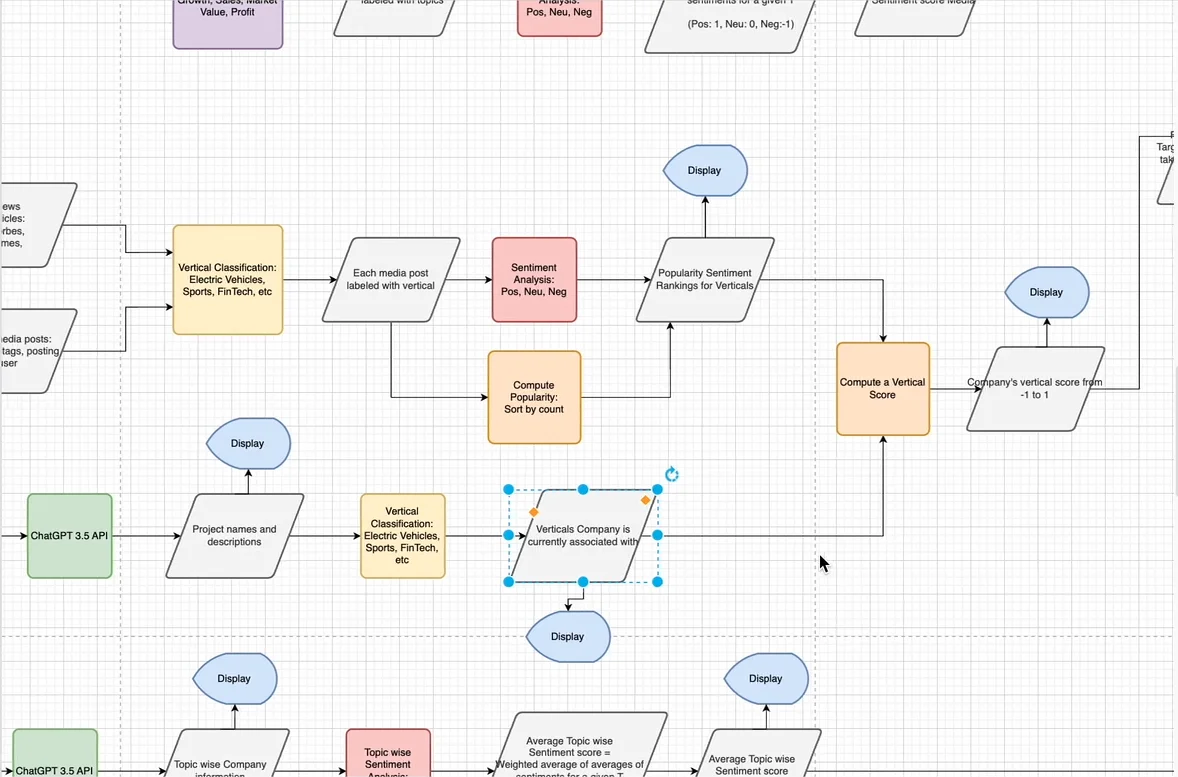 Growth, Sales, Market
Value, Profit
labeled with topics
Analysis:
Pos, Neu, Neg
sentiments for a given T
(Pos: 1, Neu: 0, Neg:-1)
Sentiment score Media
Display
ews
icles:
rbes,
mes,
Vertical Classification:
Electric Vehicles,
Sports, FinTech, etc
Each media post
labeled with vertical
Sentiment
Analysis:
Pos, Neu, Neg
Popularity Sentiment
Rankings for Verticals
Targ
tak
Display
edia posts:
tags, posting
user
Compute
Popularity:
Sort by count
Compute a Vertical
Score
Company's vertical score from
-1 to 1
Display
ChatGPT 3.5 API
Project names and
descriptions
Vertical
Classification:
Electric Vehicles,
Sports, FinTech,
etc
Verticals Company is
currently associated with
Display
Display
Display
ChatGPT 3.5 API
Topic wise Company
information
Topic wise
Sentiment
Analysis:
Average Topic wise
Sentiment score =
Weighted average of averages of
sentiments for a given T
Average Topic wise
Sentiment score